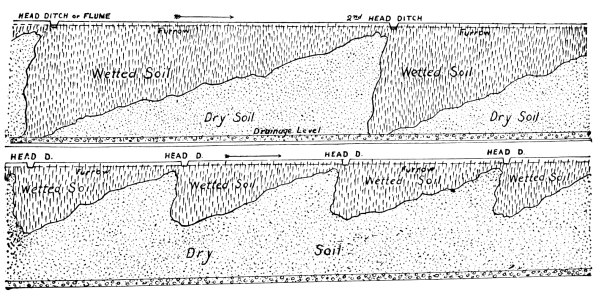 HEAD DITCH OR FLUME 2nd HEAD DITCH
Furrow Furrow
Wetted Soil Wetted Soil
Dry Soil Dry Soil
Drainage Level
HEAD D. HEAD D. HEAD D. HEAD D.
Furrow Furrow
Wetted Soil Wetted Soil Wetted Soil Wetted Soil
Dry Soil